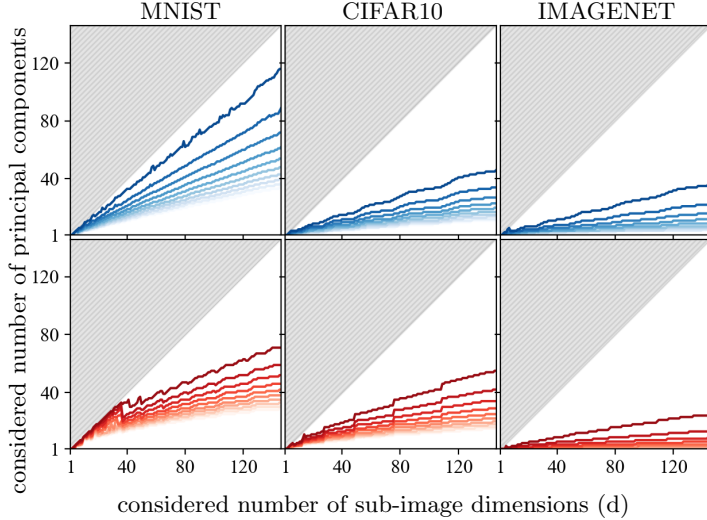 MNIST CIFAR10 IMAGENET
considered number of principal components
120
80
40
1
120
80
40
1
1 40 80 120 1 40 80 120 1 40 80 120
considered number of sub-image dimensions (d)